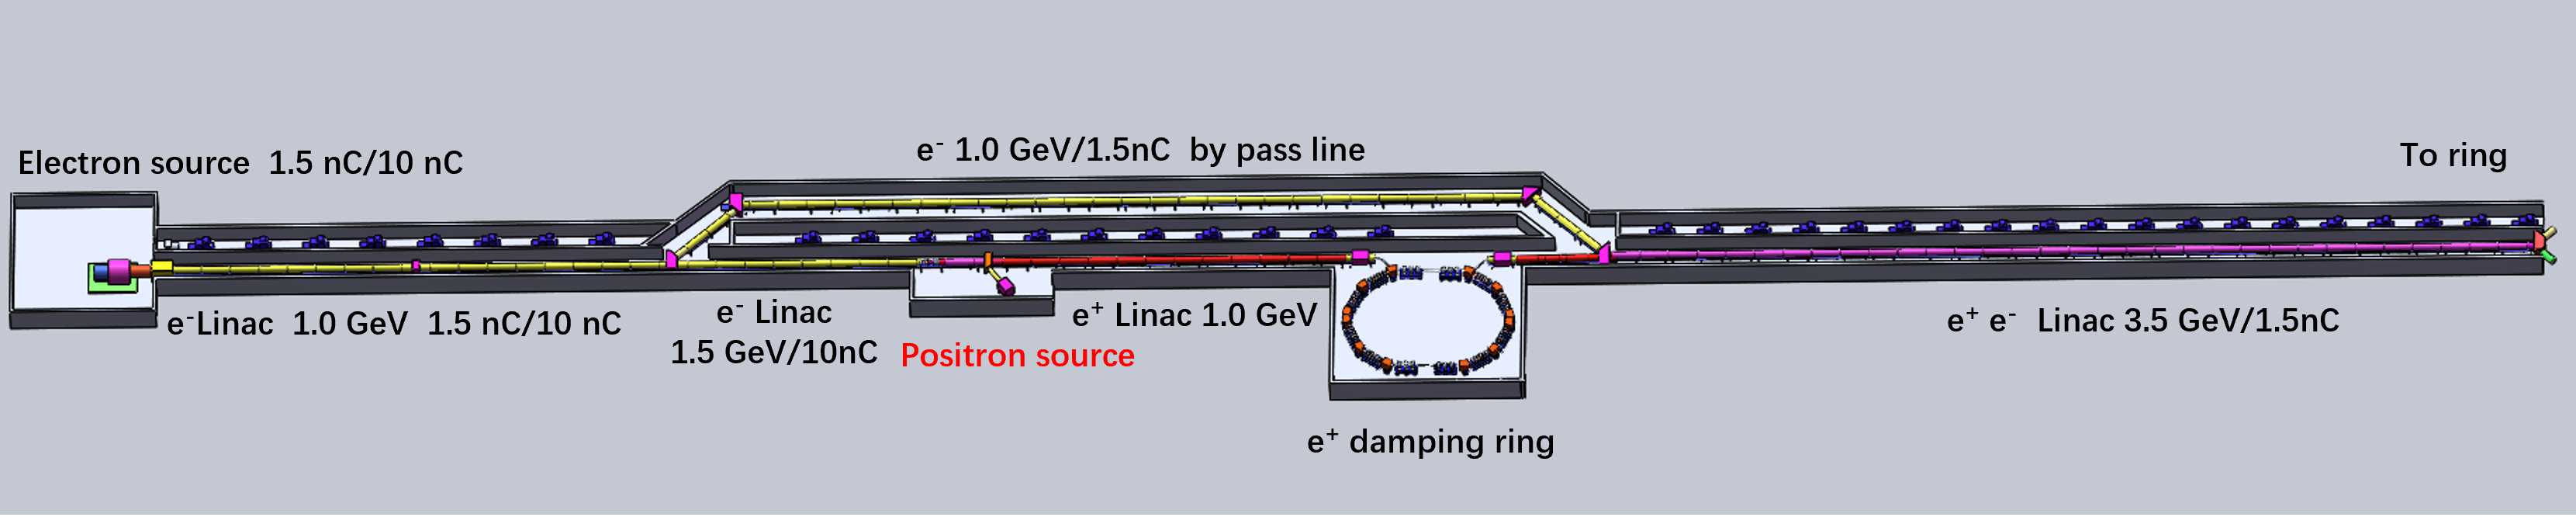 Electron source 1.5 nC/10 nC
e⁻ 1.0 GeV/1.5nC by pass line
To ring
e⁻Linac 1.0 GeV 1.5 nC/10 nC
e⁻ Linac
1.5 GeV/10nC
Positron source
e⁺ Linac 1.0 GeV
e⁺ damping ring
e⁺ e⁻ Linac 3.5 GeV/1.5nC